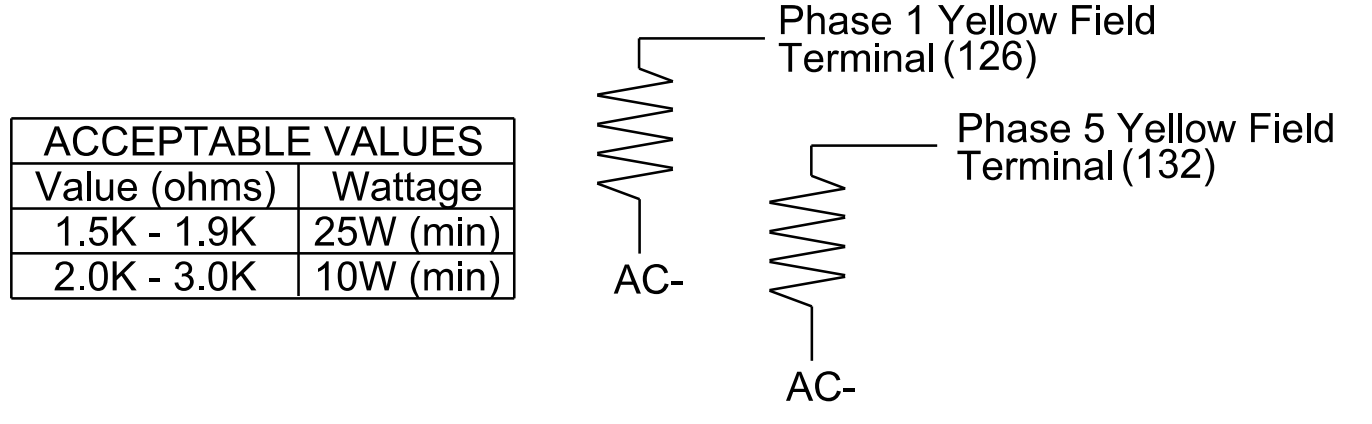 ACCEPTABLE VALUES
Value (ohms) Wattage
1.5K - 1.9K 25W (min)
2.0K - 3.0K 10W (min)
Phase 1 Yellow Field
Terminal (126)
AC-
Phase 5 Yellow Field
Terminal (132)
AC-